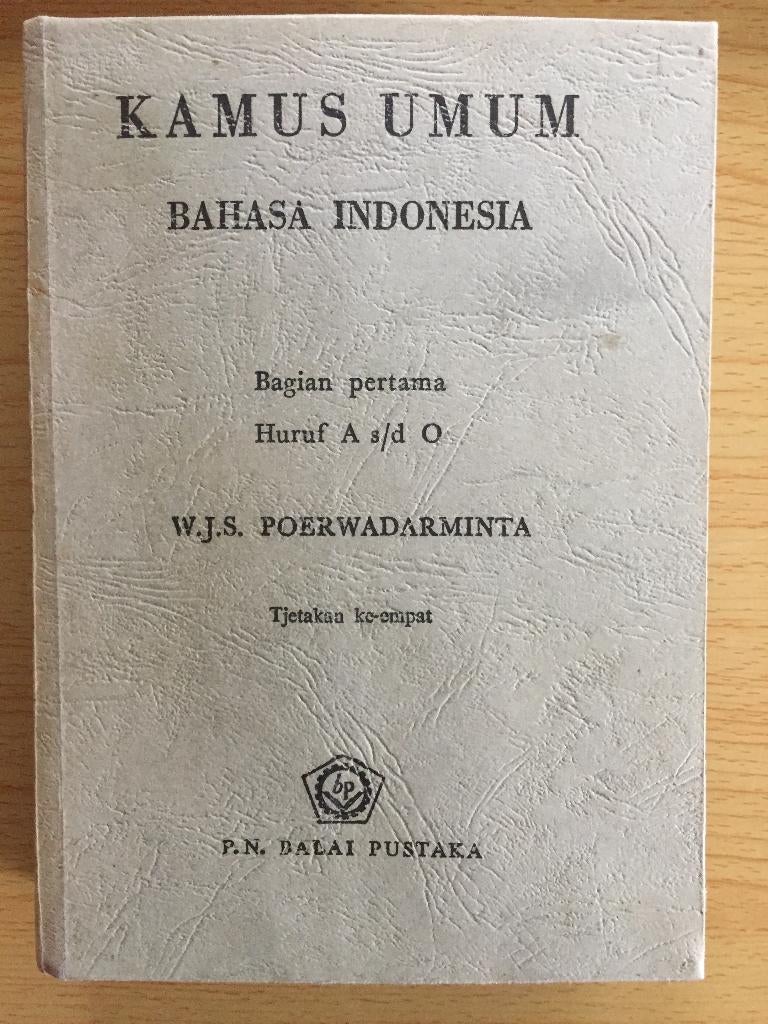 KAMUS UMUM
BAHASA INDONESIA
Bagian pertama
Huruf A s/d O
W.J.S. POERWADARMINTA
Tjetakan ke-empat
bp
P.N. BALAI PUSTAKA